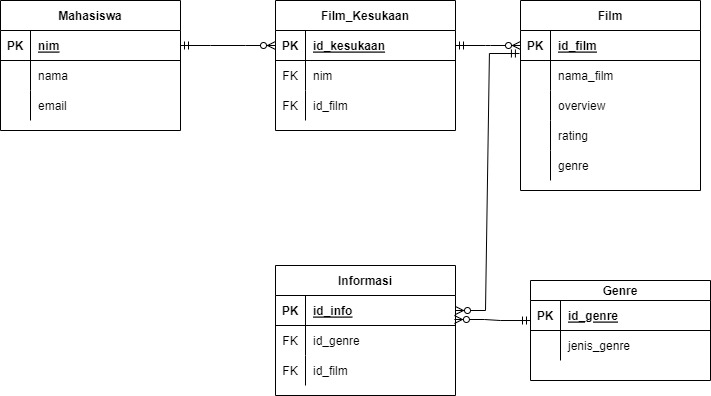 Mahasiswa
PK nim
nama
email
Film_Kesukaan
PK id_kesukaan
FK nim
FK id_film
Film
PK id_film
nama_film
overview
rating
genre
Informasi
PK id_info
FK id_genre
FK id_film
Genre
PK id_genre
jenis_genre